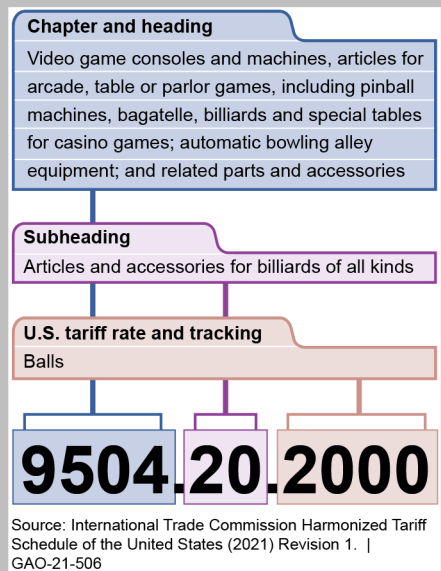 Chapter and heading
Video game consoles and machines, articles for
arcade, table or parlor games, including pinball
machines, bagatelle, billiards and special tables
for casino games; automatic bowling alley
equipment; and related parts and accessories
Subheading
Articles and accessories for billiards of all kinds
U.S. tariff rate and tracking
Balls
9504.20.2000
Source: International Trade Commission Harmonized Tariff
Schedule of the United States (2021) Revision 1.  |
GAO-21-506